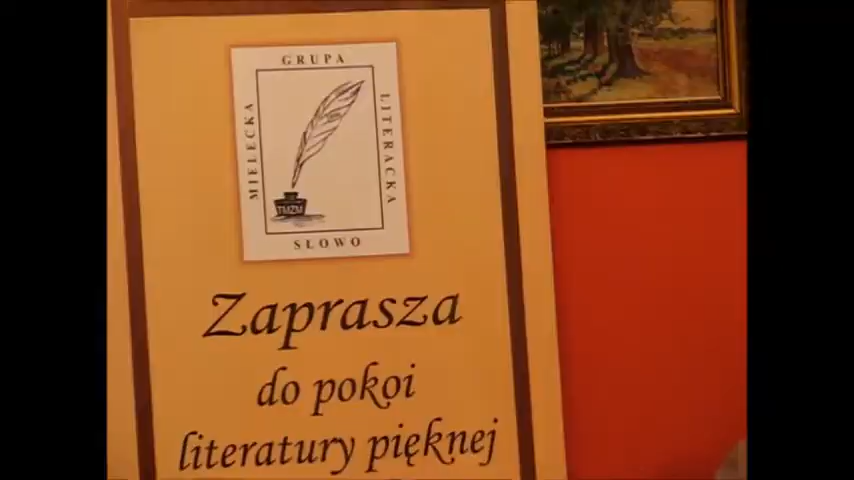 GRUPA
MIELECKA
LITERACKA
TMZM
SŁOWO
Zaprasza
do pokoi
literatury pięknej